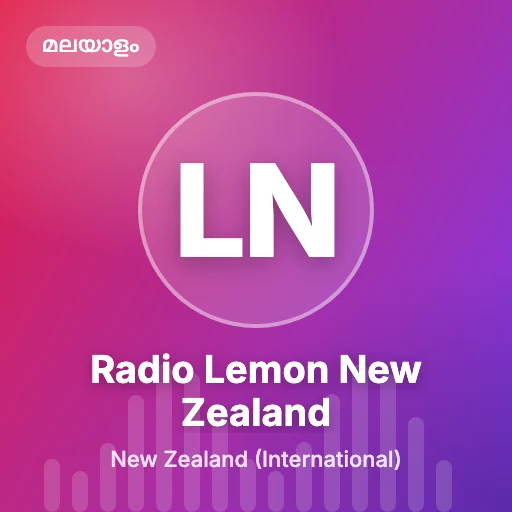 മലയാളം
LN
Radio Lemon New
Zealand
New Zealand (International)